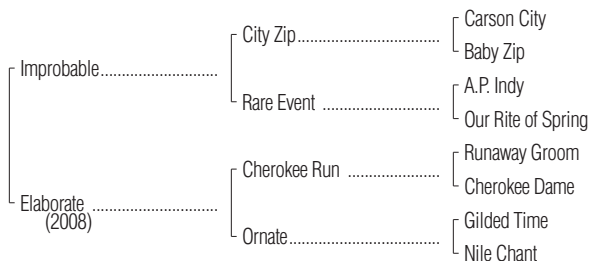 Carson City
City Zip
Baby Zip
Improbable
A.P. Indy
Rare Event
Our Rite of Spring
Runaway Groom
Cherokee Run
Cherokee Dame
Elaborate
(2008)
Gilded Time
Ornate
Nile Chant